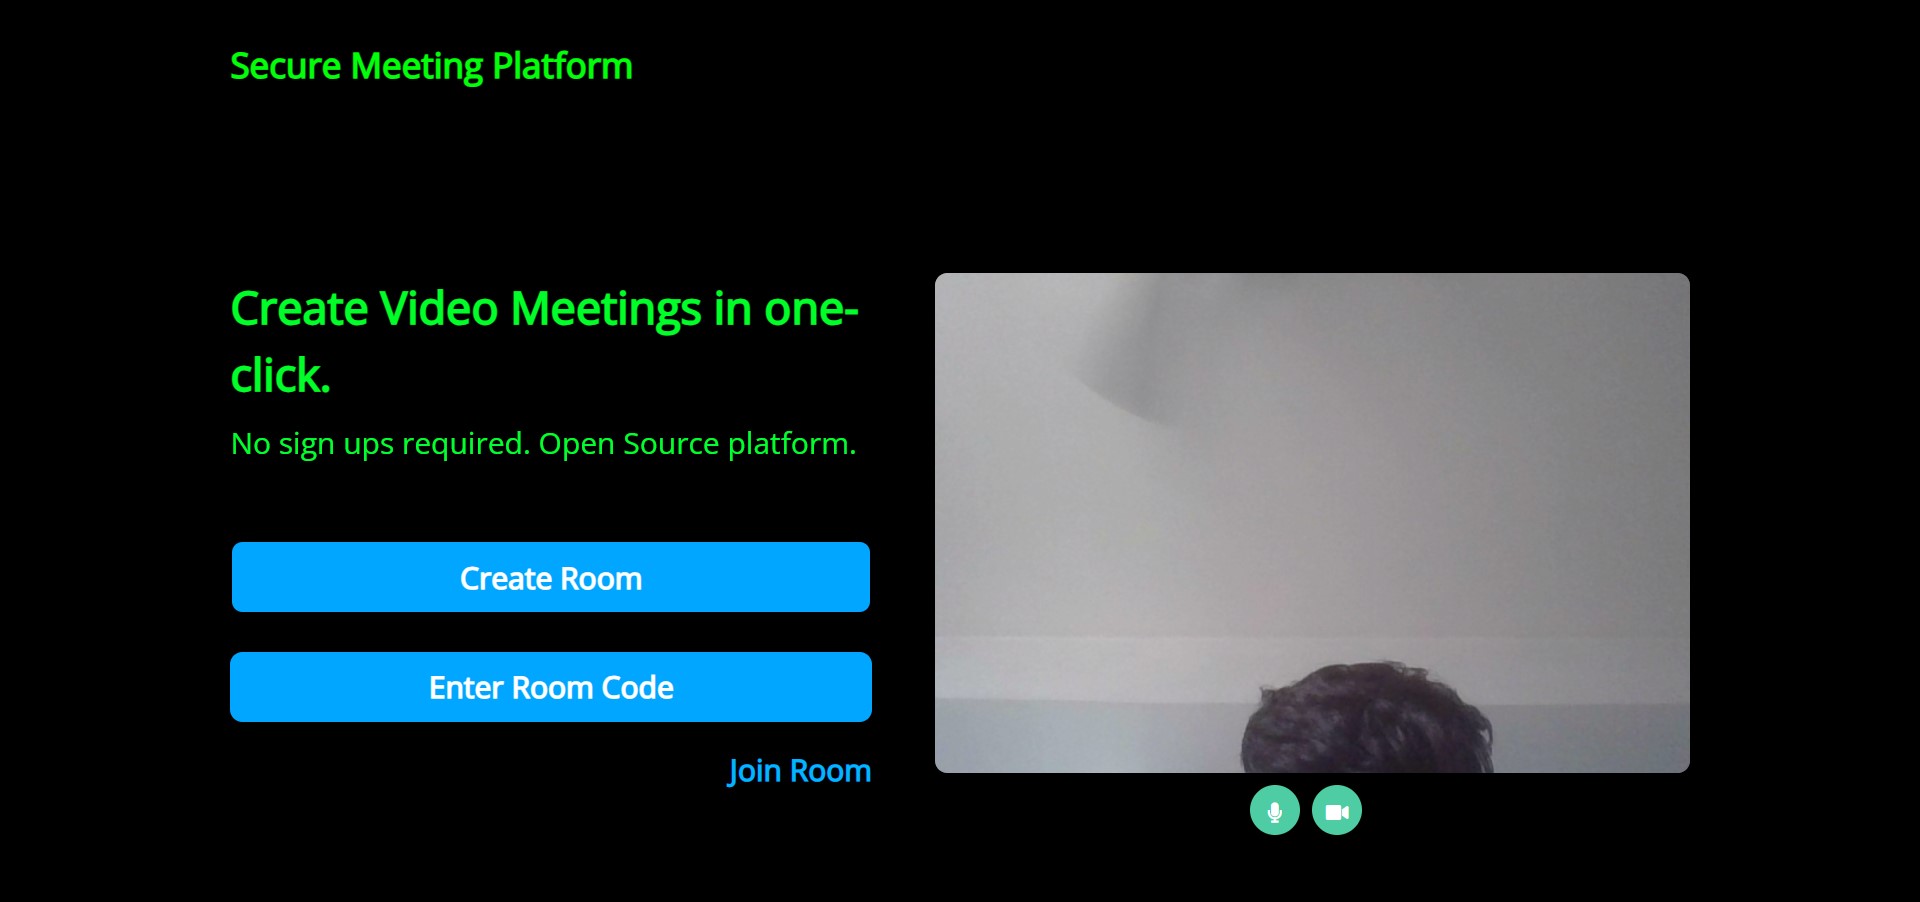 Secure Meeting Platform
Create Video Meetings in one-
click.
No sign ups required. Open Source platform.
Create Room
Enter Room Code
Join Room